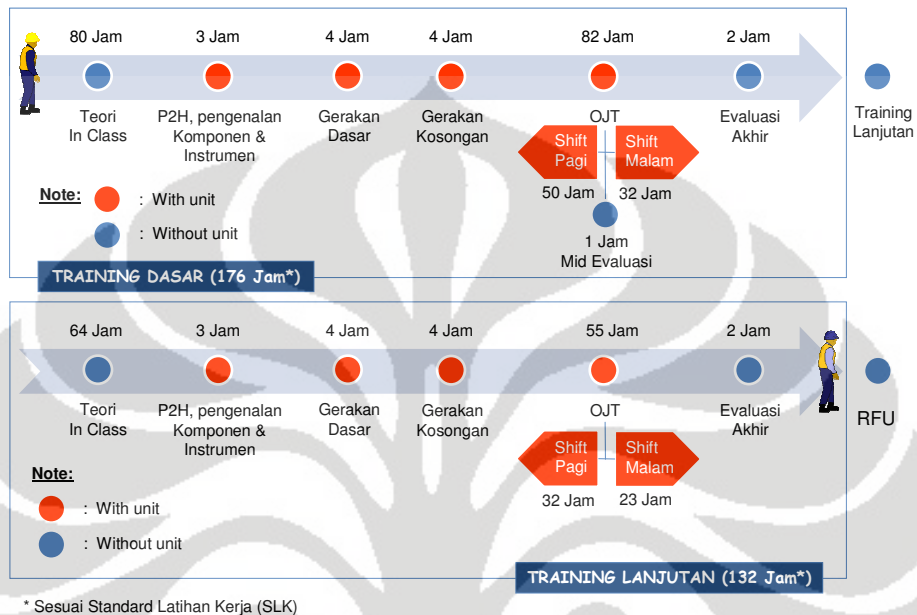 80 Jam
3 Jam
4 Jam
4 Jam
82 Jam
2 Jam
Teori
In Class
P2H, pengenalan
Komponen &
Instrumen
Gerakan
Dasar
Gerakan
Kosongan
OJT
Evaluasi
Akhir
Training
Lanjutan
Shift
Pagi
Shift
Malam
50 Jam
32 Jam
1 Jam
Mid Evaluasi
Note:
: With unit
: Without unit
TRAINING DASAR (176 Jam*)
64 Jam
3 Jam
4 Jam
4 Jam
55 Jam
2 Jam
Teori
In Class
P2H, pengenalan
Komponen &
Instrumen
Gerakan
Dasar
Gerakan
Kosongan
OJT
Evaluasi
Akhir
RFU
Shift
Pagi
Shift
Malam
32 Jam
23 Jam
Note:
: With unit
: Without unit
TRAINING LANJUTAN (132 Jam*)
* Sesuai Standard Latihan Kerja (SLK)